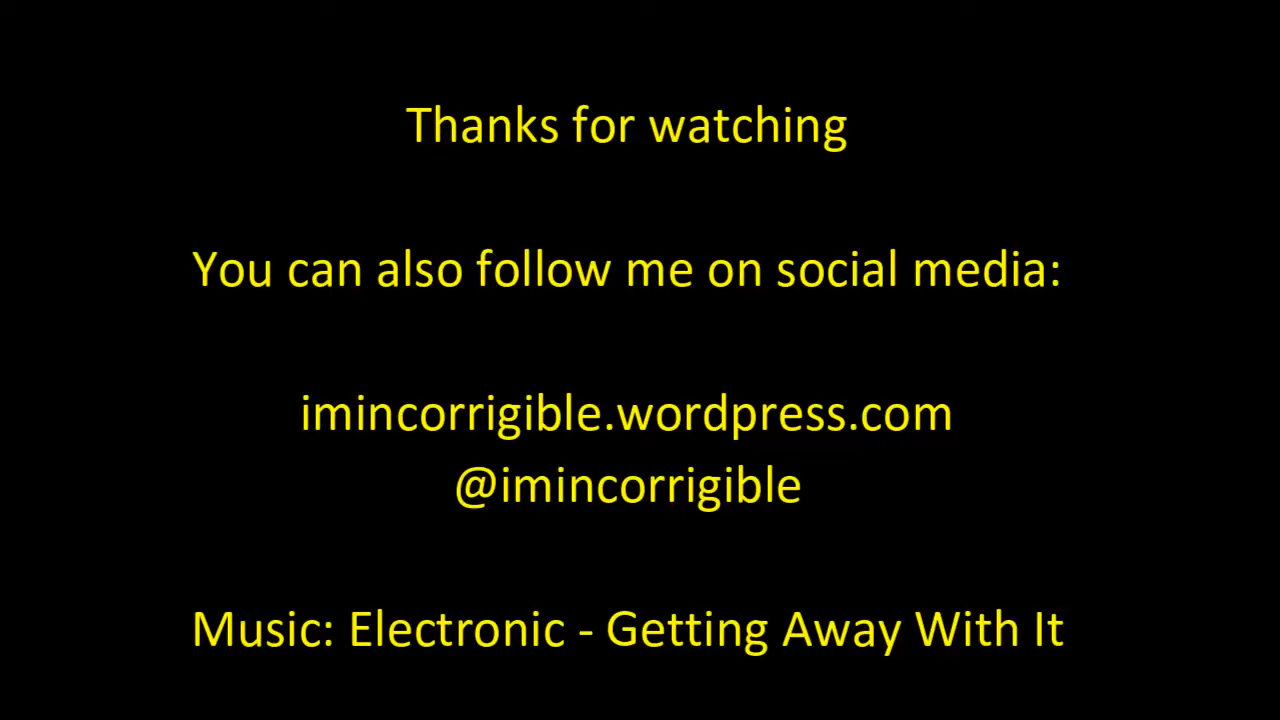 Thanks for watching
You can also follow me on social media:
imincorrigible.wordpress.com
@imincorrigible
Music: Electronic - Getting Away With It